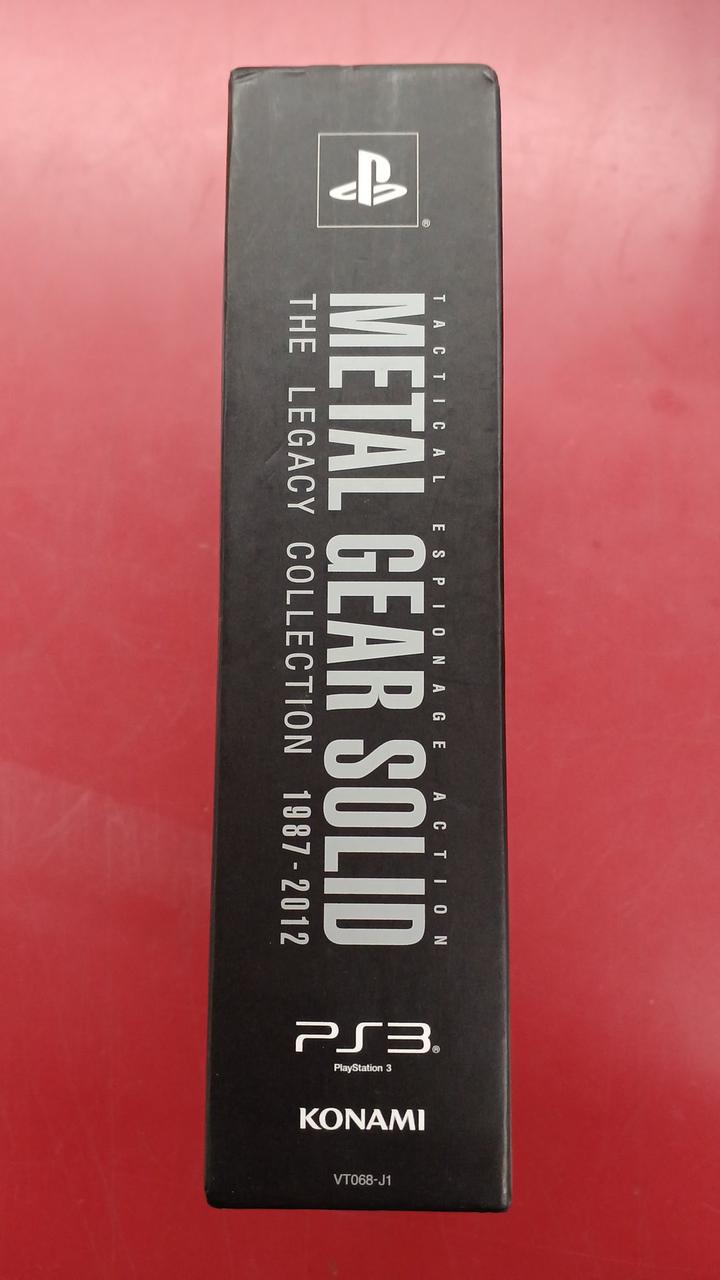 TACTICAL ESPIONAGE ACTION
METAL GEAR SOLID
THE LEGACY COLLECTION 1987-2012
PS3®
PlayStation 3
KONAMI
VT068-J1